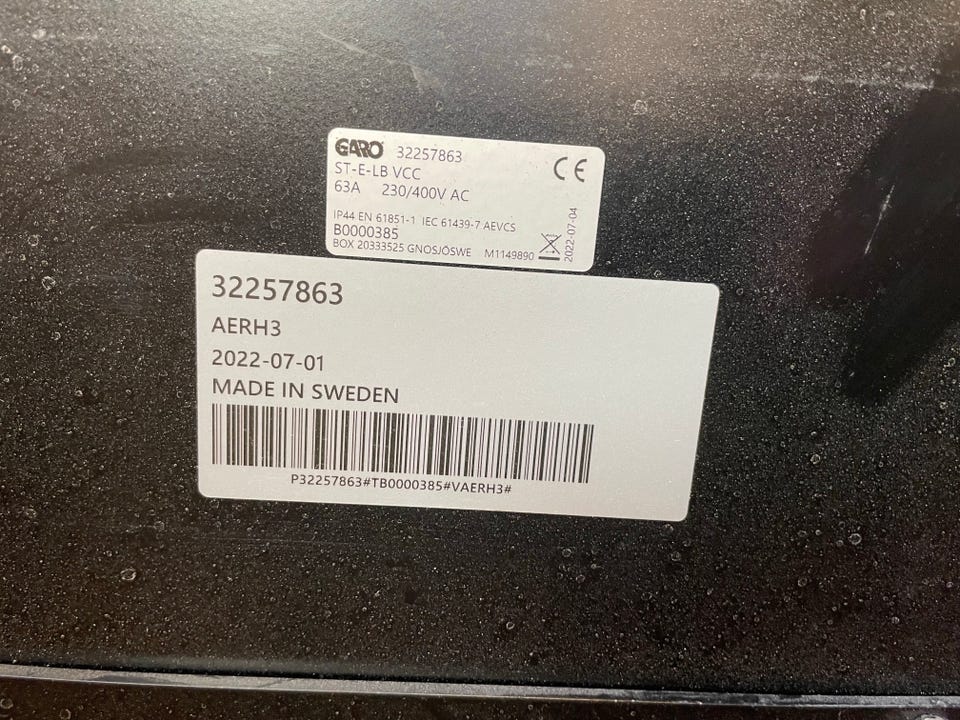 GARO 32257863
ST-E-LB VCC
63A 230/400V AC
IP44 EN 61851-1 IEC 61439-7 AEVCS
B0000385
BOX 20333525 GNOSJÖSWE M1149890
2022-07-04
CE
32257863
AERH3
2022-07-01
MADE IN SWEDEN
P32257863#TB0000385#VAERH3#